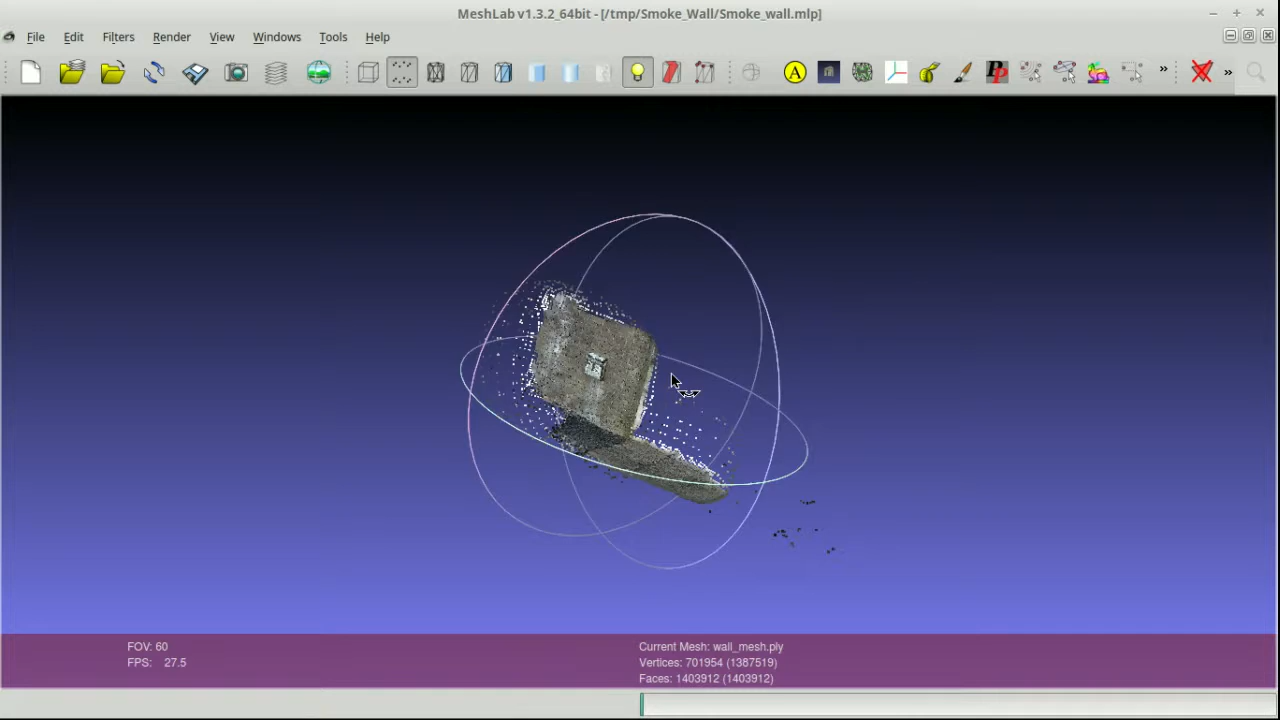 MeshLab v1.3.2_64bit - [/tmp/Smoke_Wall/Smoke_wall.mlp]
File Edit Filters Render View Windows Tools Help
A PP
FOV: 60
FPS: 27.5
Current Mesh: wall_mesh.ply
Vertices: 701954 (1387519)
Faces: 1403912 (1403912)